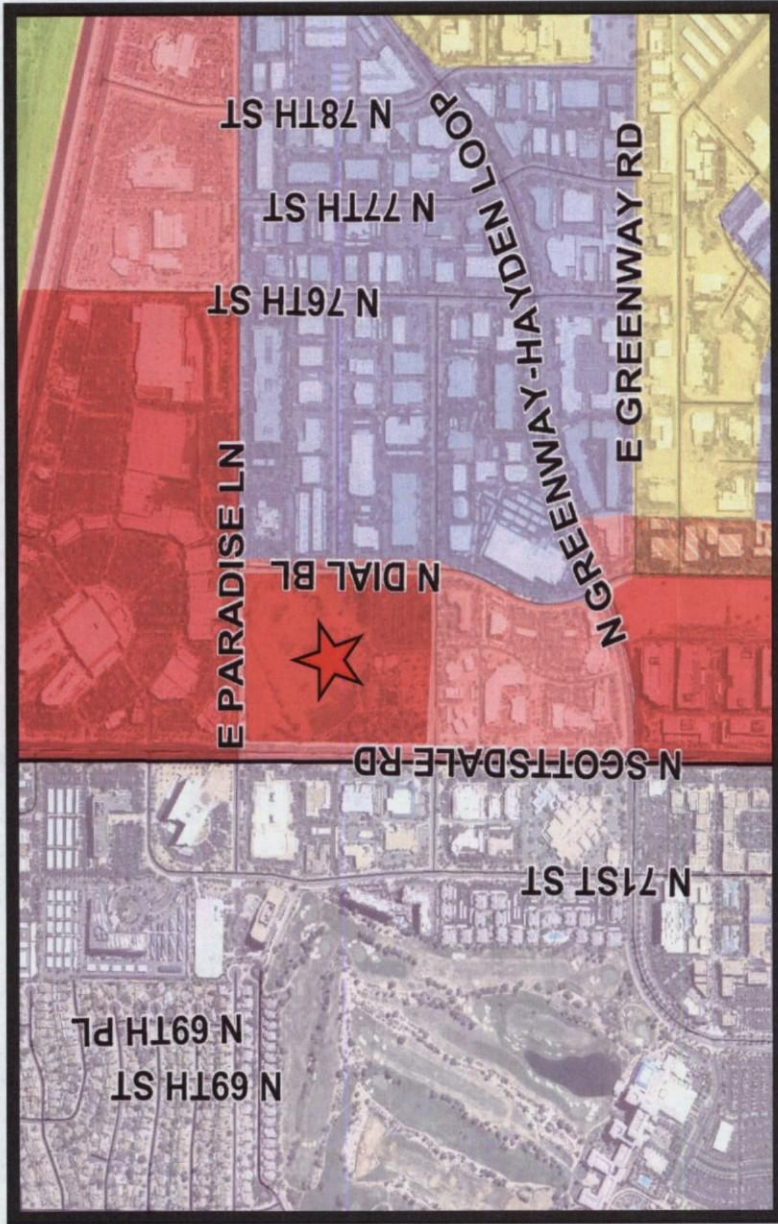 N 78TH ST
N 77TH ST
N 76TH ST
N GREENWAY-HAYDEN LOOP
E GREENWAY RD
E PARADISE LN
N DIAL BL
N SCOTTSDALE RD
N 71ST ST
N 69TH PL
N 69TH ST